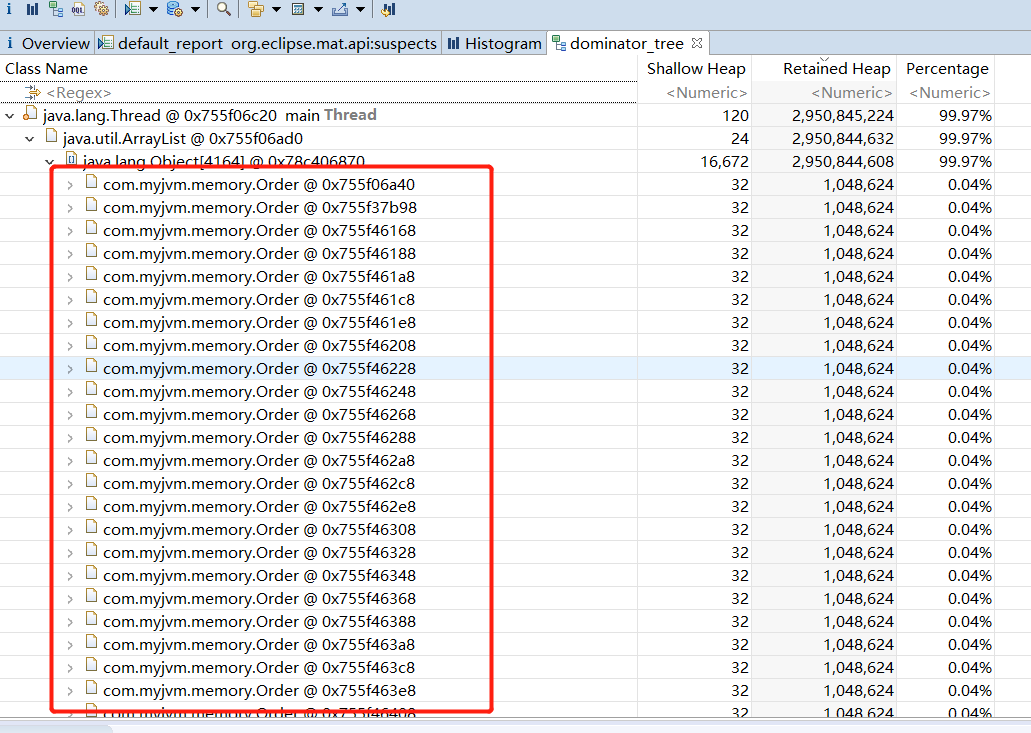 Overview default_report org.eclipse.mat.api:suspects Histogram dominator_tree
Class Name Shallow Heap Retained Heap Percentage
<Regex> <Numeric> <Numeric> <Numeric>
java.lang.Thread @ 0x755f06c20 main Thread 120 2,950,845,224 99.97%
java.util.ArrayList @ 0x755f06ad0 24 2,950,844,632 99.97%
java.lang.Object[4164] @ 0x78c406870 16,672 2,950,844,608 99.97%
com.myjvm.memory.Order @ 0x755f06a40 32 1,048,624 0.04%
com.myjvm.memory.Order @ 0x755f37b98 32 1,048,624 0.04%
com.myjvm.memory.Order @ 0x755f46168 32 1,048,624 0.04%
com.myjvm.memory.Order @ 0x755f46188 32 1,048,624 0.04%
com.myjvm.memory.Order @ 0x755f461a8 32 1,048,624 0.04%
com.myjvm.memory.Order @ 0x755f461c8 32 1,048,624 0.04%
com.myjvm.memory.Order @ 0x755f461e8 32 1,048,624 0.04%
com.myjvm.memory.Order @ 0x755f46208 32 1,048,624 0.04%
com.myjvm.memory.Order @ 0x755f46228 32 1,048,624 0.04%
com.myjvm.memory.Order @ 0x755f46248 32 1,048,624 0.04%
com.myjvm.memory.Order @ 0x755f46268 32 1,048,624 0.04%
com.myjvm.memory.Order @ 0x755f46288 32 1,048,624 0.04%
com.myjvm.memory.Order @ 0x755f462a8 32 1,048,624 0.04%
com.myjvm.memory.Order @ 0x755f462c8 32 1,048,624 0.04%
com.myjvm.memory.Order @ 0x755f462e8 32 1,048,624 0.04%
com.myjvm.memory.Order @ 0x755f46308 32 1,048,624 0.04%
com.myjvm.memory.Order @ 0x755f46328 32 1,048,624 0.04%
com.myjvm.memory.Order @ 0x755f46348 32 1,048,624 0.04%
com.myjvm.memory.Order @ 0x755f46368 32 1,048,624 0.04%
com.myjvm.memory.Order @ 0x755f46388 32 1,048,624 0.04%
com.myjvm.memory.Order @ 0x755f463a8 32 1,048,624 0.04%
com.myjvm.memory.Order @ 0x755f463c8 32 1,048,624 0.04%
com.myjvm.memory.Order @ 0x755f463e8 32 1,048,624 0.04%
com.myjvm.memory.Order @ 0x755f46408 32 1,048,624 0.04%